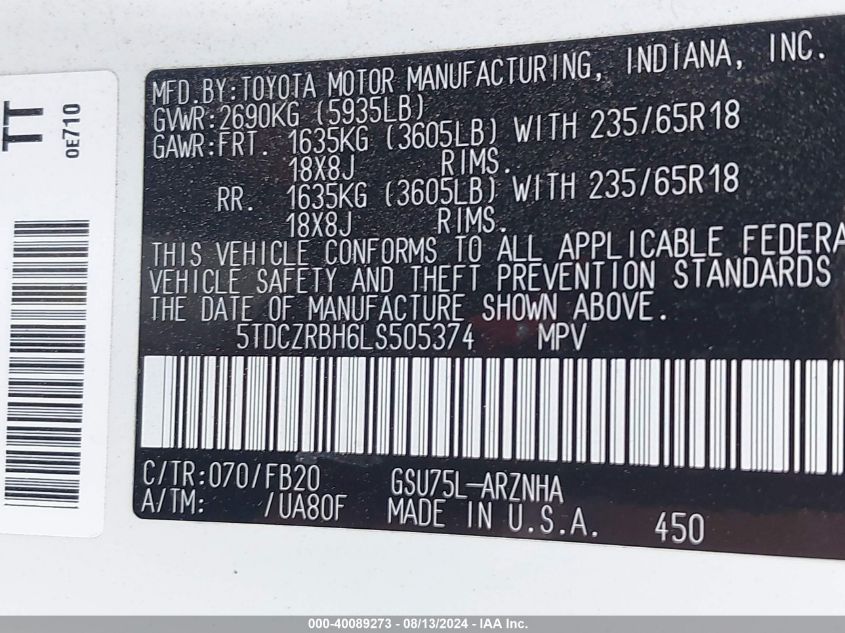 MFD. BY: TOYOTA MOTOR MANUFACTURING, INDIANA, INC.
GVWR: 2690KG (5935LB)
GAWR: FRT. 1635KG (3605LB) WITH 235/65R18
18X8J RIMS.
RR. 1635KG (3605LB) WITH 235/65R18
18X8J RIMS.
THIS VEHICLE CONFORMS TO ALL APPLICABLE FEDERA
VEHICLE SAFETY AND THEFT PREVENTION STANDARDS
THE DATE OF MANUFACTURE SHOWN ABOVE.
5TDCZRBH6LS505374 MPV
C/TR: 070/FB20 GSU75L-ARZNHA
A/TM: /UA80F MADE IN U.S.A. 450
TT
0E710
000-40089273 - 08/13/2024 - IAA Inc.